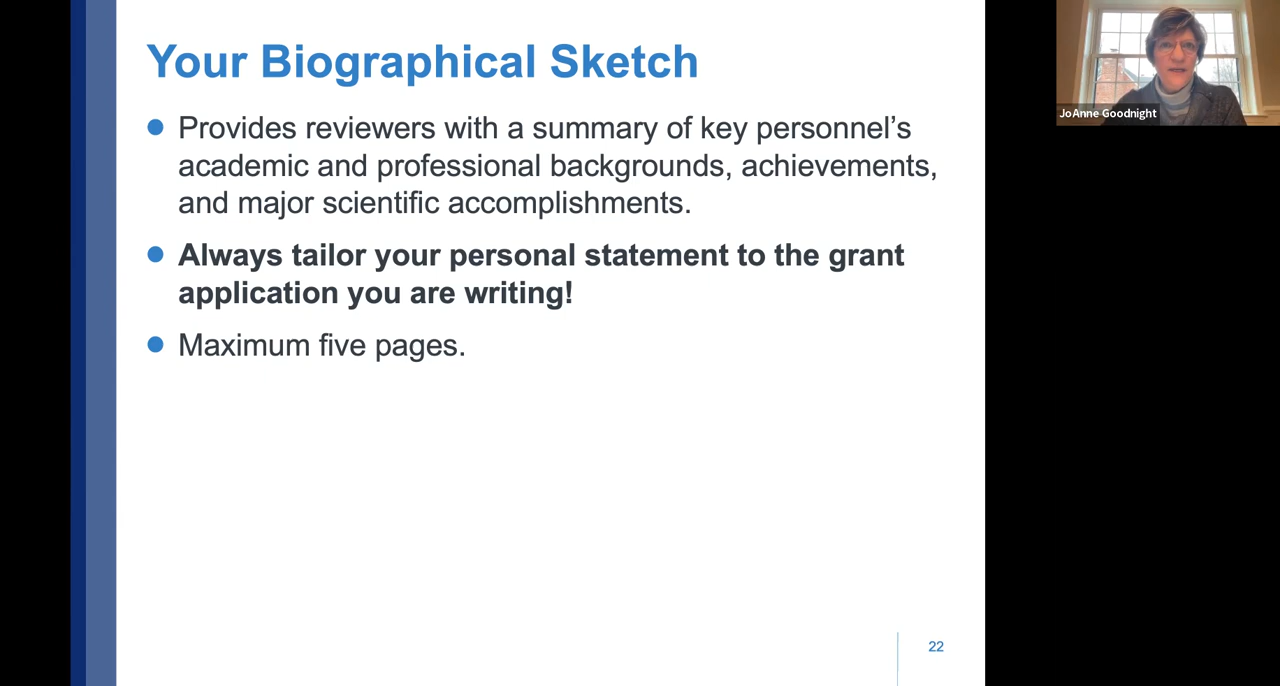 Your Biographical Sketch
● Provides reviewers with a summary of key personnel’s
academic and professional backgrounds, achievements,
and major scientific accomplishments.
● Always tailor your personal statement to the grant
application you are writing!
● Maximum five pages.
22
JoAnne Goodnight